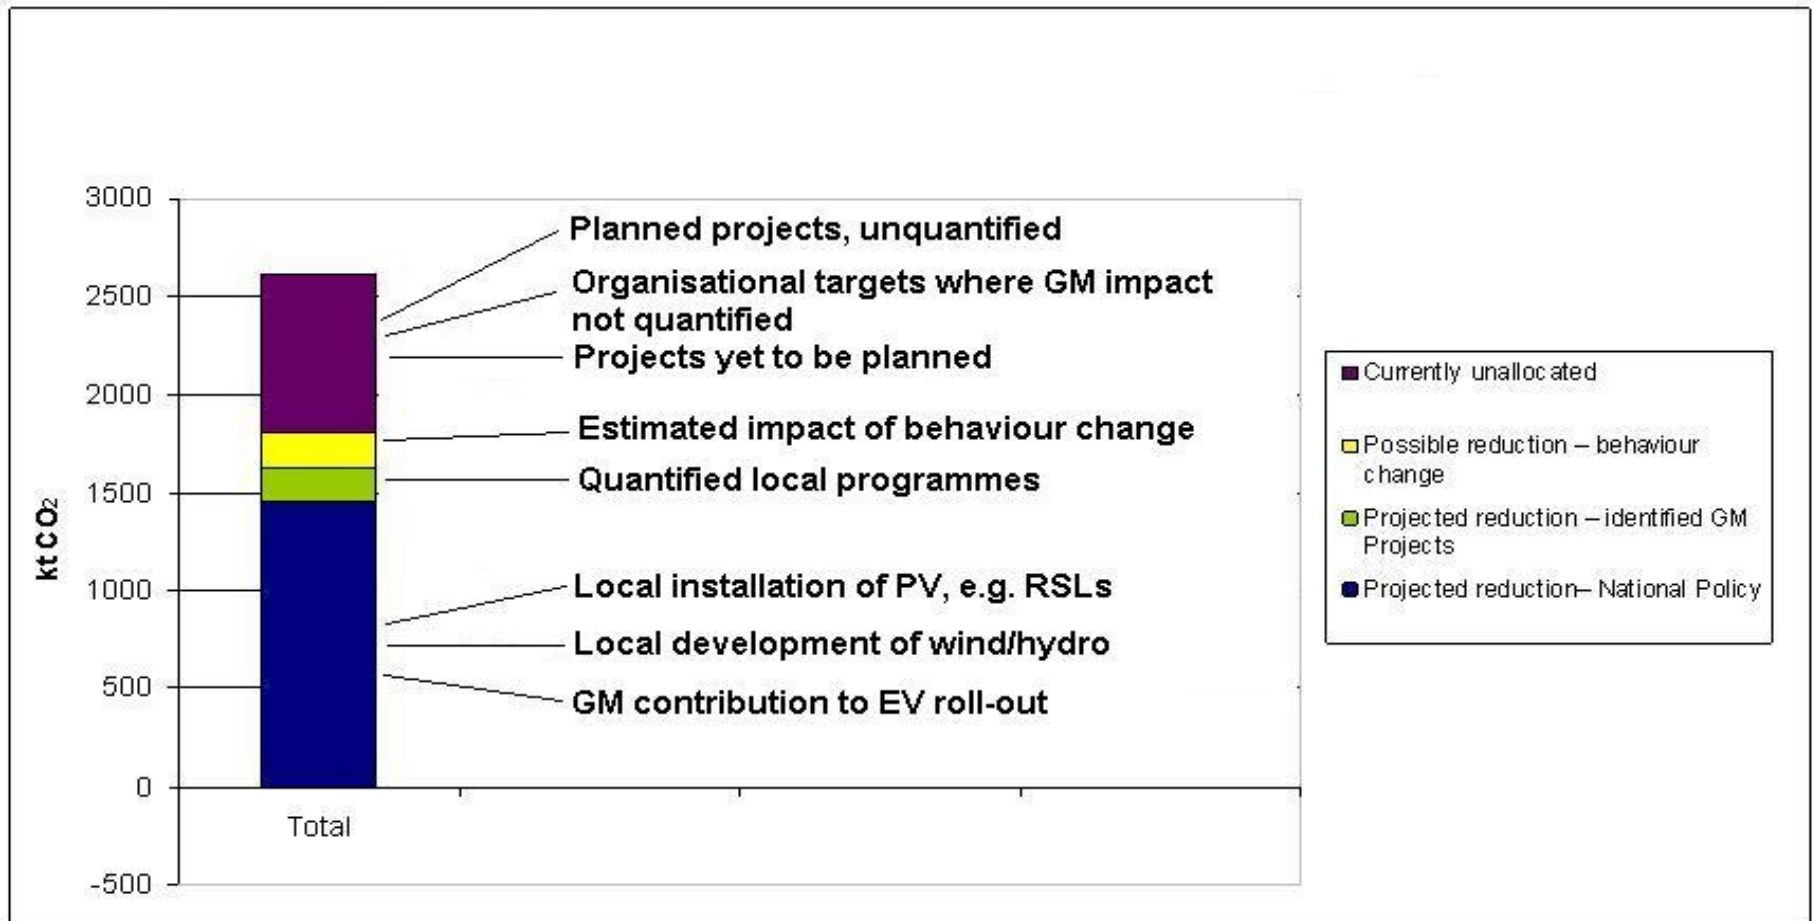 3000
2500
2000
1500
1000
500
0
-500
kt CO₂
Total
Planned projects, unquantified
Organisational targets where GM impact
not quantified
Projects yet to be planned
Estimated impact of behaviour change
Quantified local programmes
Local installation of PV, e.g. RSLs
Local development of wind/hydro
GM contribution to EV roll-out
Currently unallocated
Possible reduction – behaviour
change
Projected reduction – identified GM
Projects
Projected reduction– National Policy